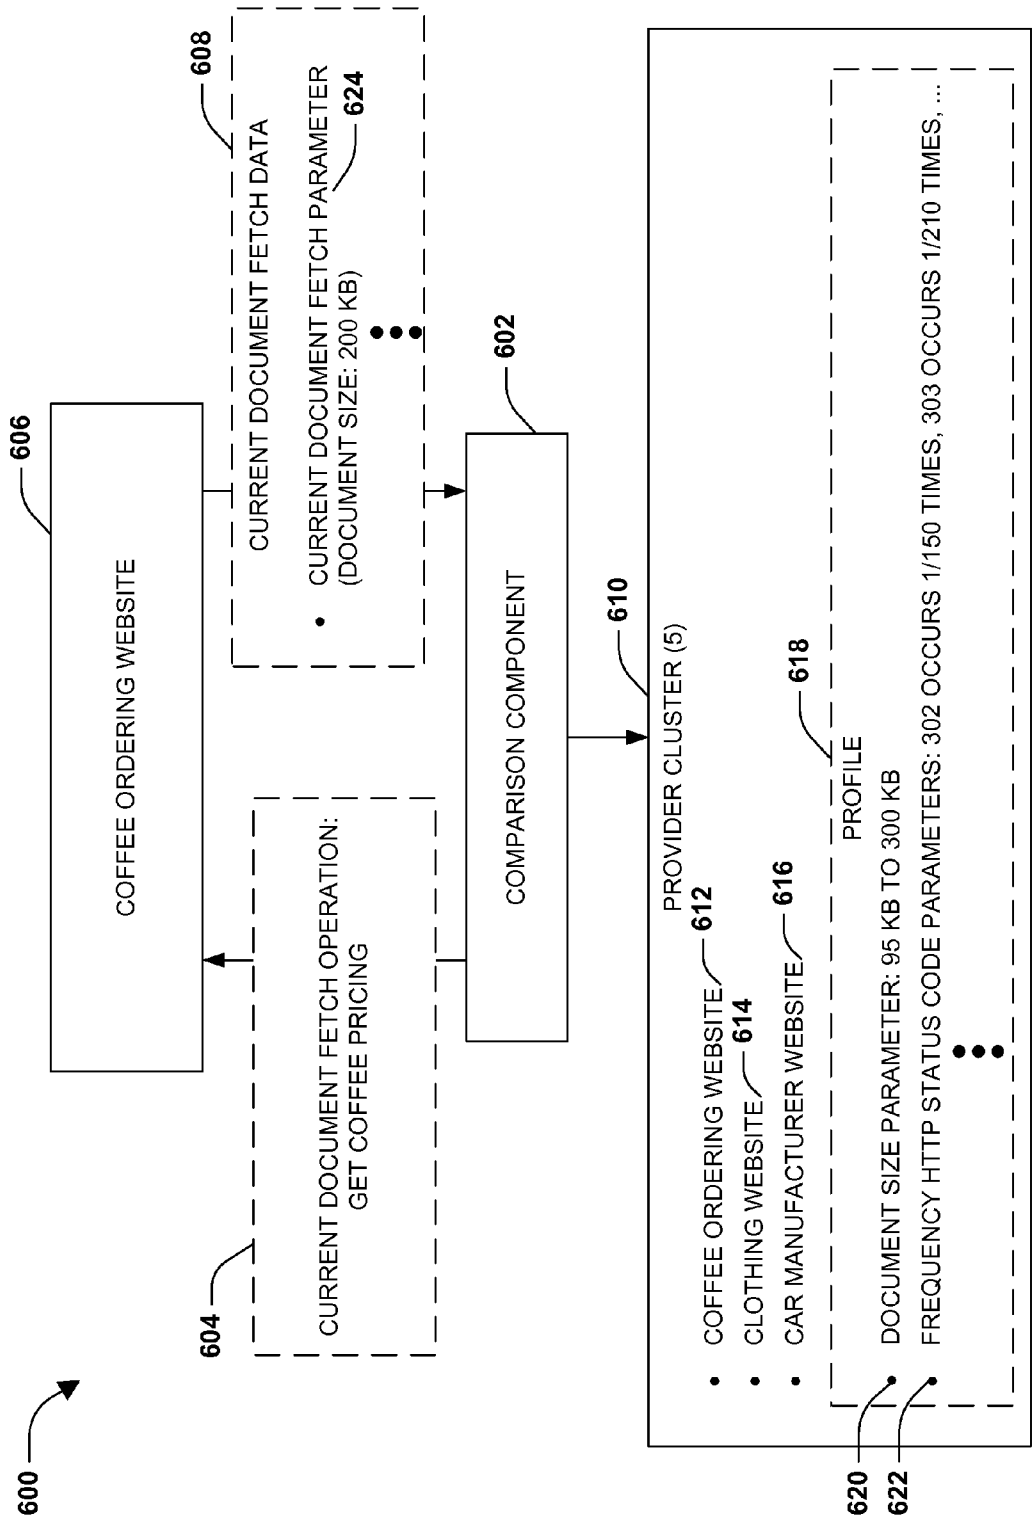 600
606
COFFEE ORDERING WEBSITE
604
CURRENT DOCUMENT FETCH OPERATION:
GET COFFEE PRICING
608
CURRENT DOCUMENT FETCH DATA
• CURRENT DOCUMENT FETCH PARAMETER
(DOCUMENT SIZE: 200 KB)
624
602
COMPARISON COMPONENT
610
PROVIDER CLUSTER (5)
• COFFEE ORDERING WEBSITE 612
• CLOTHING WEBSITE 614
• CAR MANUFACTURER WEBSITE 616
618
PROFILE
620
• DOCUMENT SIZE PARAMETER: 95 KB TO 300 KB
622
• FREQUENCY HTTP STATUS CODE PARAMETERS: 302 OCCURS 1/150 TIMES, 303 OCCURS 1/210 TIMES, ...